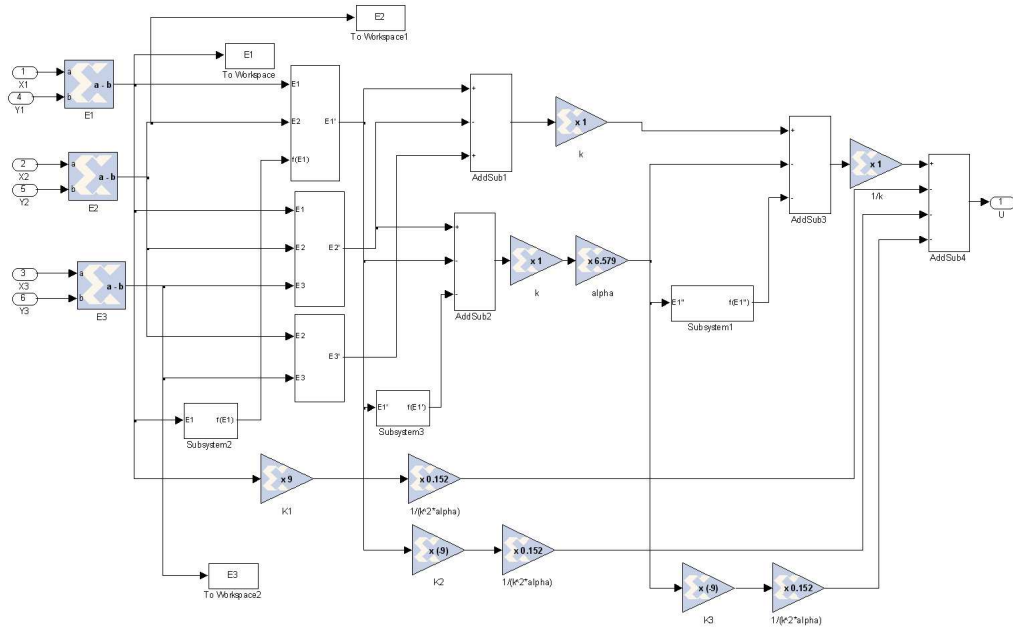 E2
To Workspace1
E1
To Workspace
1
X1
4
Y1
a
b
a - b
E1
E1
E2
f(E1)
E1'
+
-
+
AddSub1
x 1
k
+
-
-
AddSub3
x 1
1/k
+
-
-
-
AddSub4
1
U
2
X2
5
Y2
a
b
a - b
E2
E1
E2
E3
E2'
+
-
-
AddSub2
x 1
k
x 6.579
alpha
3
X3
6
Y3
a
b
a - b
E3
E2
E3
E3'
E1"
f(E1")
Subsystem1
E1
f(E1)
Subsystem2
E1'
f(E1')
Subsystem3
x 9
K1
x 0.152
1/(k^2*alpha)
x (-9)
K2
x 0.152
1/(k^2*alpha)
E3
To Workspace2
x (-9)
K3
x 0.152
1/(k^2*alpha)